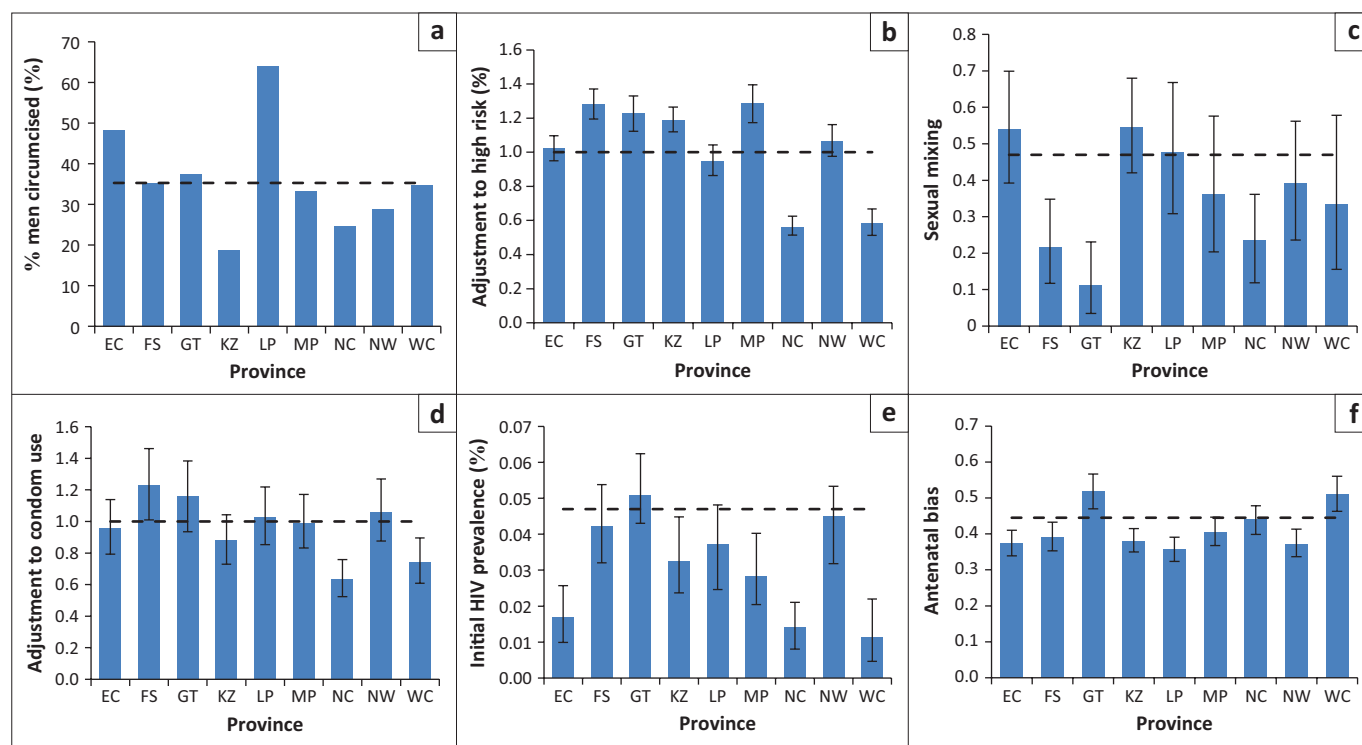 a
% men circumcised (%)
70
60
50
40
30
20
10
0
EC FS GT KZ LP MP NC NW WC
Province
b
Adjustment to high risk (%)
1.6
1.4
1.2
1.0
0.8
0.6
0.4
0.2
0.0
EC FS GT KZ LP MP NC NW WC
Province
c
Sexual mixing
0.8
0.7
0.6
0.5
0.4
0.3
0.2
0.1
0
EC FS GT KZ LP MP NC NW WC
Province
d
Adjustment to condom use
1.6
1.4
1.2
1.0
0.8
0.6
0.4
0.2
0.0
EC FS GT KZ LP MP NC NW WC
Province
e
Initial HIV prevalence (%)
0.07
0.06
0.05
0.04
0.03
0.02
0.01
0.00
EC FS GT KZ LP MP NC NW WC
Province
f
Antenatal bias
0.7
0.6
0.5
0.4
0.3
0.2
0.1
0.0
EC FS GT KZ LP MP NC NW WC
Province